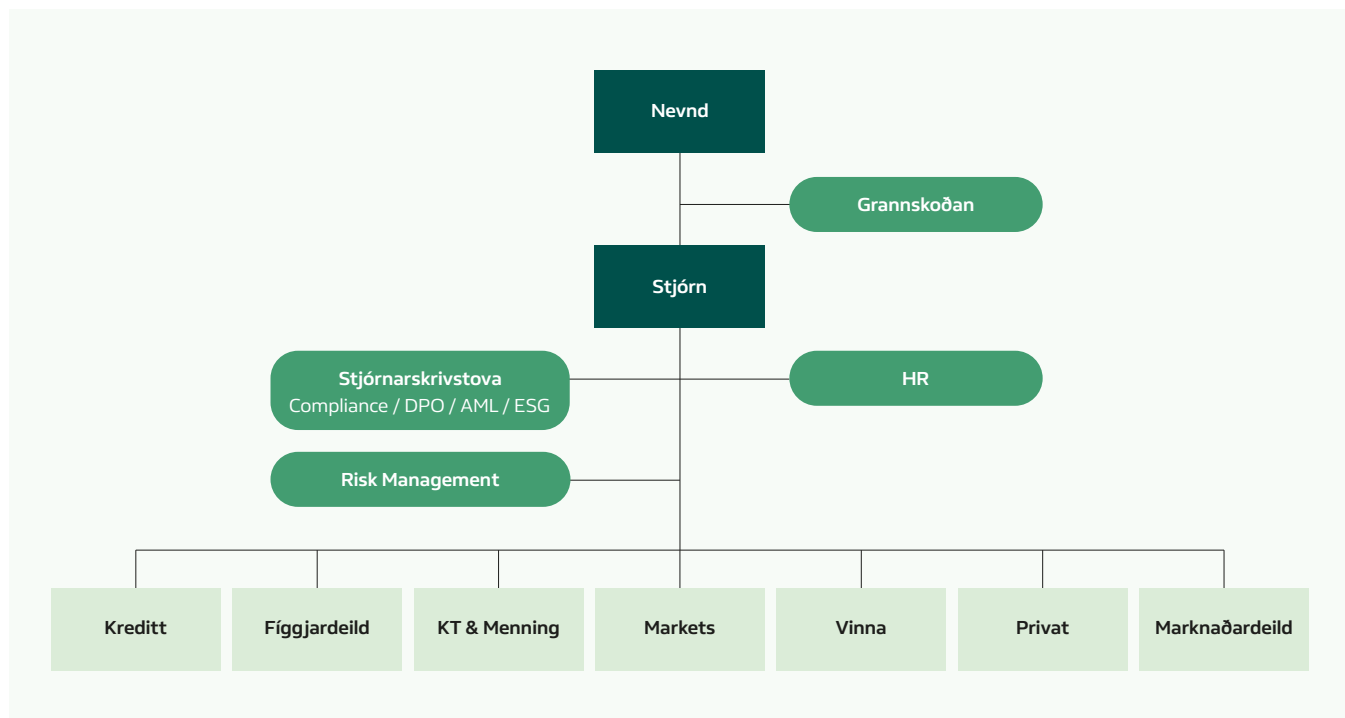 Nevnd
Grannskoðan
Stjórn
Stjórnarskrivstova
Compliance / DPO / AML / ESG
HR
Risk Management
Kreditt
Fíggjardeild
KT & Menning
Markets
Vinna
Privat
Marknaðardeild